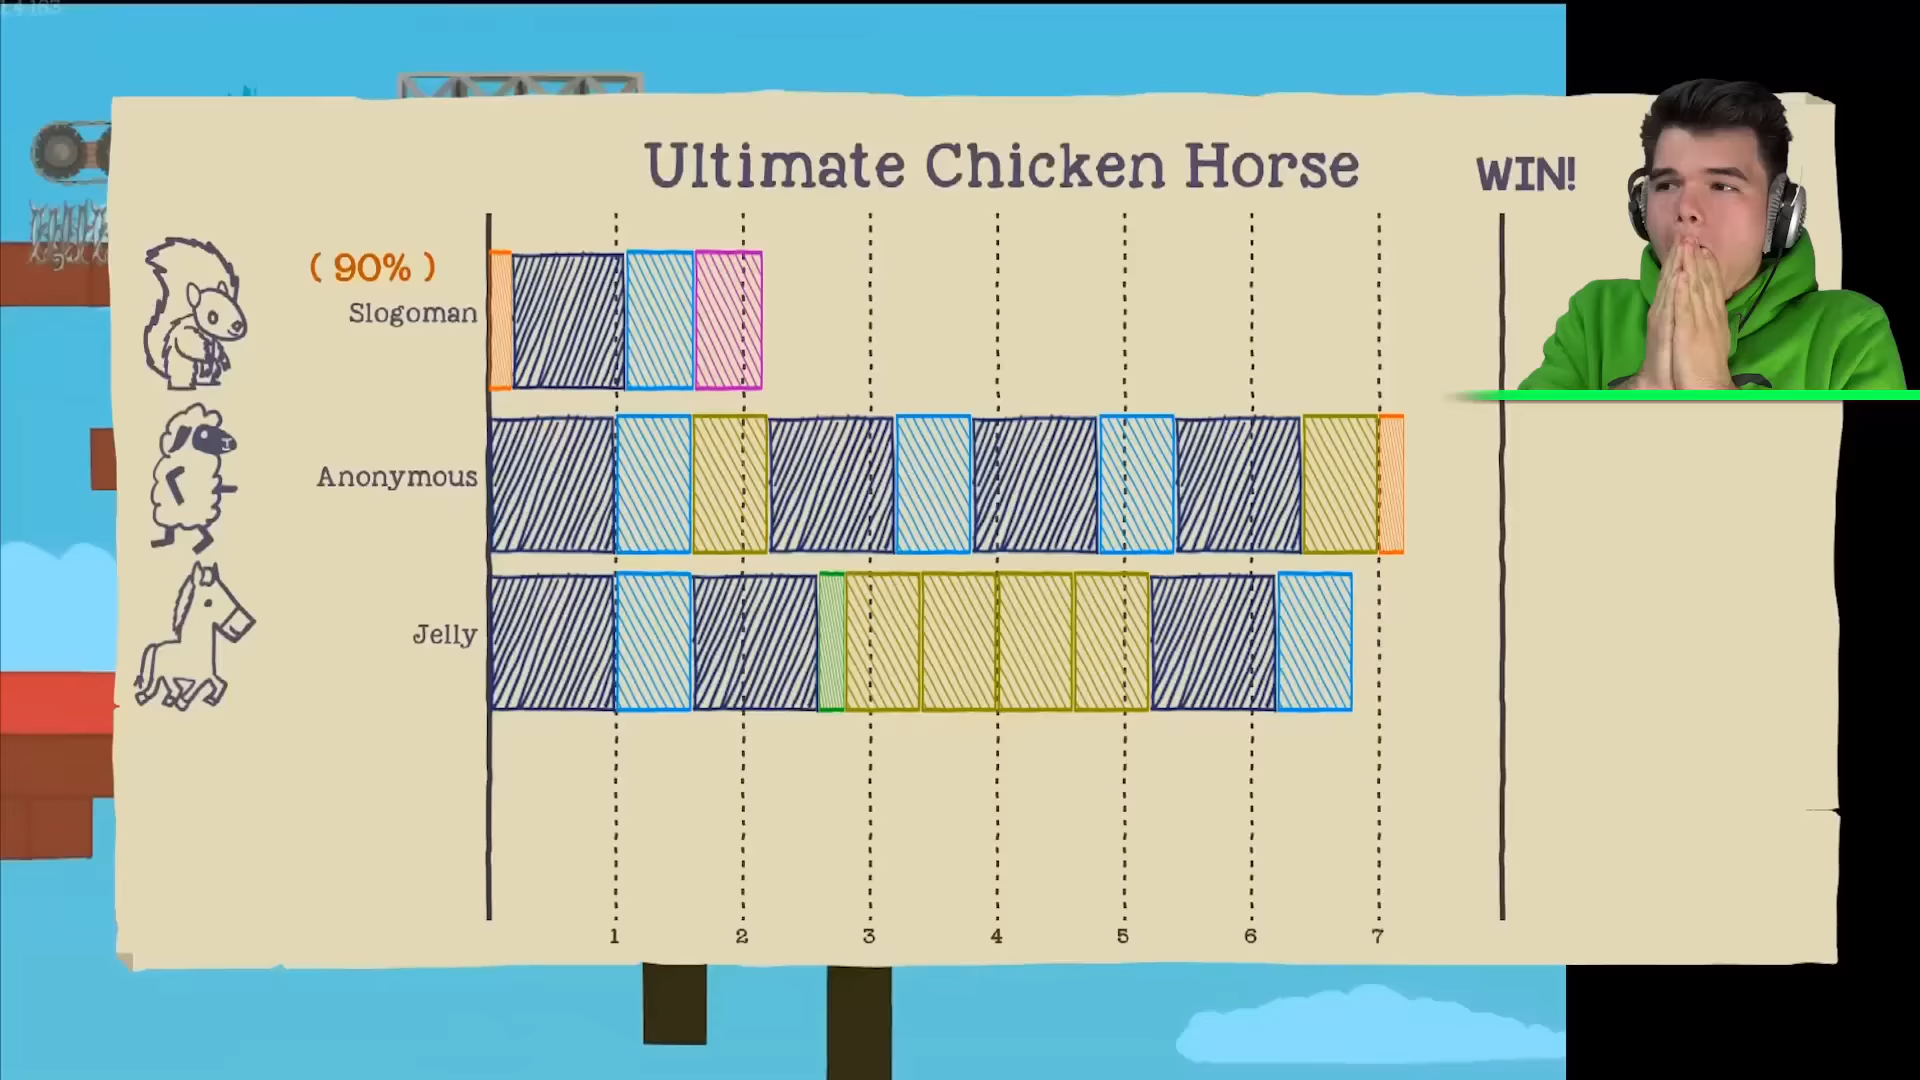 Ultimate Chicken Horse
WIN!
( 90% )
Slogoman
Anonymous
Jelly
1 2 3 4 5 6 7